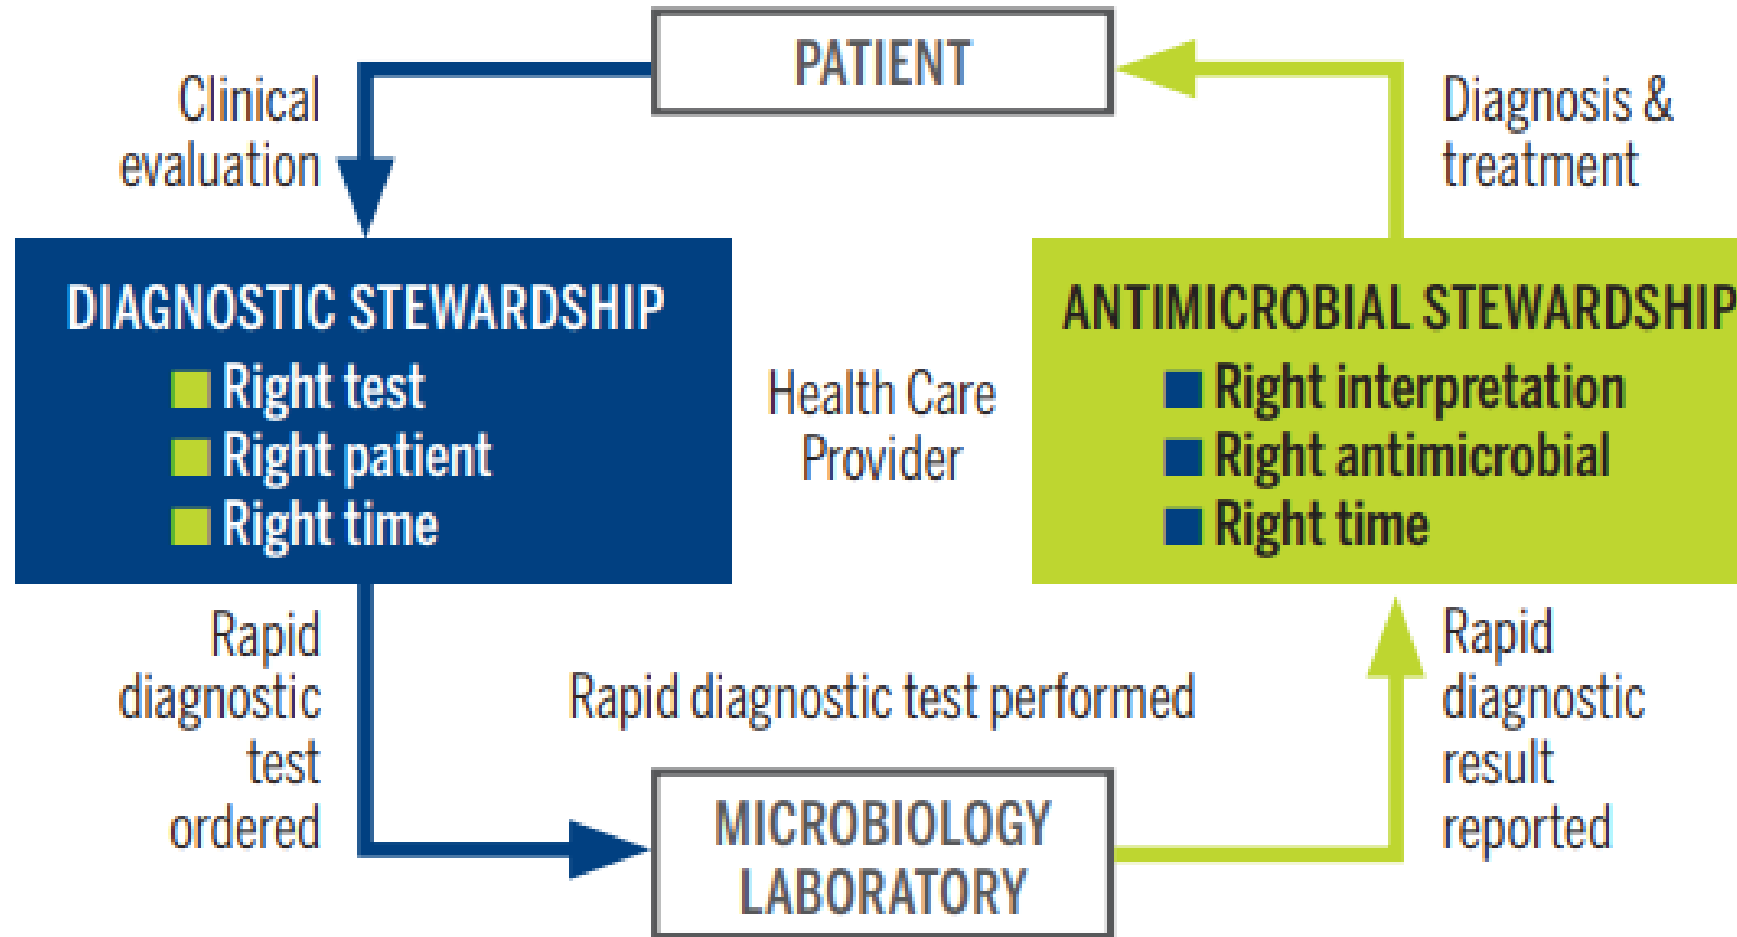 PATIENT
Clinical
evaluation
Diagnosis &
treatment
DIAGNOSTIC STEWARDSHIP
Right test
Right patient
Right time
Health Care
Provider
ANTIMICROBIAL STEWARDSHIP
Right interpretation
Right antimicrobial
Right time
Rapid
diagnostic
test
ordered
Rapid diagnostic test performed
MICROBIOLOGY
LABORATORY
Rapid
diagnostic
result
reported